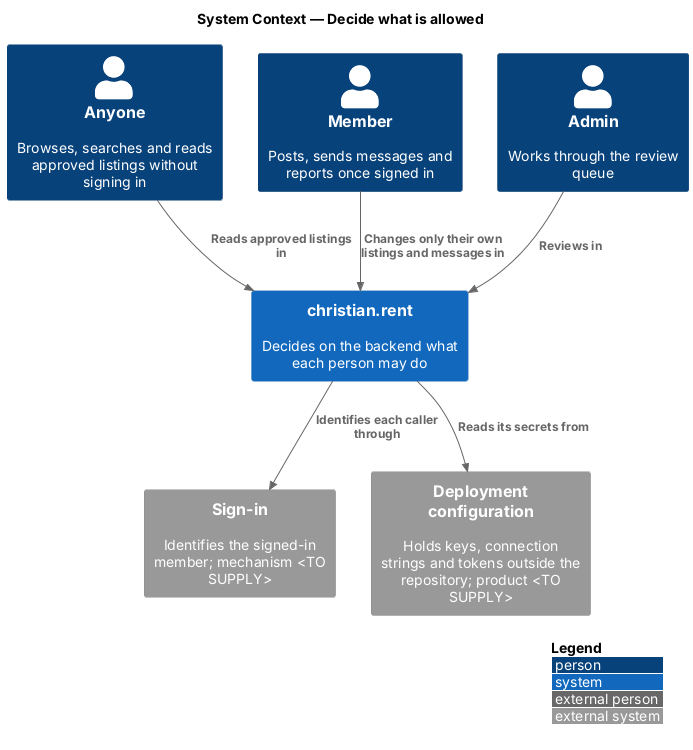 System Context — Decide what is allowed
Anyone
Browses, searches and reads
approved listings without
signing in
Member
Posts, sends messages and
reports once signed in
Admin
Works through the review
queue
Reads approved listings
in
Changes only their own
listings and messages in
Reviews in
christian.rent
Decides on the backend what
each person may do
Identifies each caller
through
Reads its secrets from
Sign-in
Identifies the signed-in
member; mechanism <TO
SUPPLY>
Deployment
configuration
Holds keys, connection
strings and tokens outside the
repository; product <TO
SUPPLY>
Legend
person
system
external person
external system